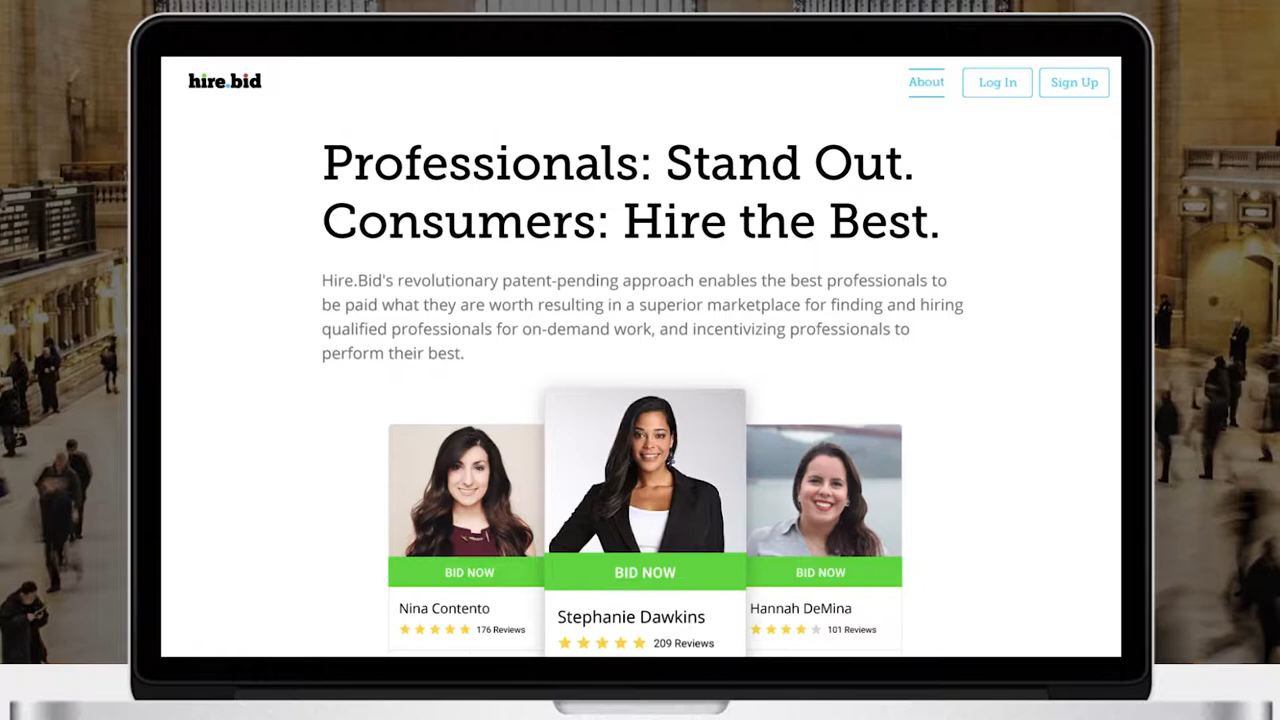 hire.bid
About
Log In
Sign Up
Professionals: Stand Out.
Consumers: Hire the Best.
Hire.Bid's revolutionary patent-pending approach enables the best professionals to
be paid what they are worth resulting in a superior marketplace for finding and hiring
qualified professionals for on-demand work, and incentivizing professionals to
perform their best.
BID NOW
Nina Contento
176 Reviews
BID NOW
Stephanie Dawkins
209 Reviews
BID NOW
Hannah DeMina
101 Reviews